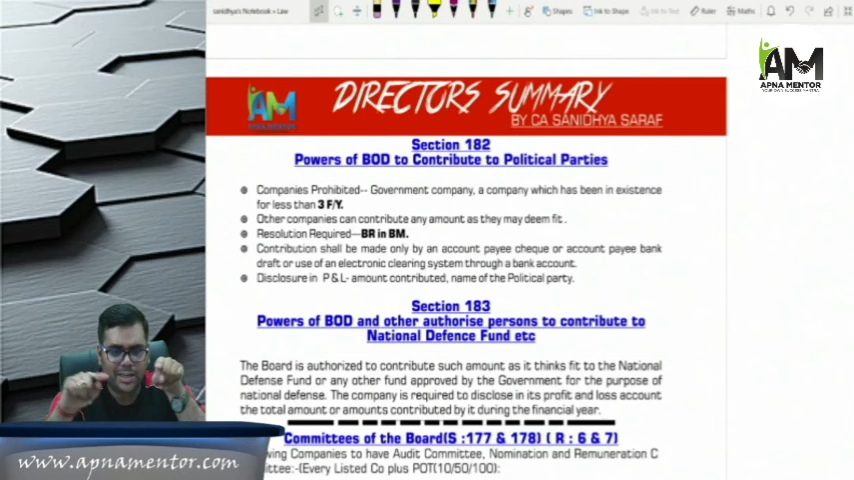 sanidhya's Notebook » Law
Shapes
Ink to Shape
Ink to Text
Ruler
Maths
AM
APNA MENTOR
YOUR OWN SUCCESS MANTRA
AM
DIRECTORS SUMMARY
BY CA SANIDHYA SARAF
Section 182
Powers of BOD to Contribute to Political Parties
Companies Prohibited-- Government company, a company which has been in existence
for less than 3 F/Y.
Other companies can contribute any amount as they may deem fit .
Resolution Required—BR in BM.
Contribution shall be made only by an account payee cheque or account payee bank
draft or use of an electronic clearing system through a bank account.
Disclosure in P & L- amount contributed, name of the Political party.
Section 183
Powers of BOD and other authorise persons to contribute to
National Defence Fund etc
The Board is authorized to contribute such amount as it thinks fit to the National
Defense Fund or any other fund approved by the Government for the purpose of
national defense. The company is required to disclose in its profit and loss account
the total amount or amounts contributed by it during the financial year.
Committees of the Board(S :177 & 178) ( R : 6 & 7)
wing Companies to have Audit Committee, Nomination and Remuneration C
ittee:-(Every Listed Co plus POT(10/50/100):
www.apnamentor.com